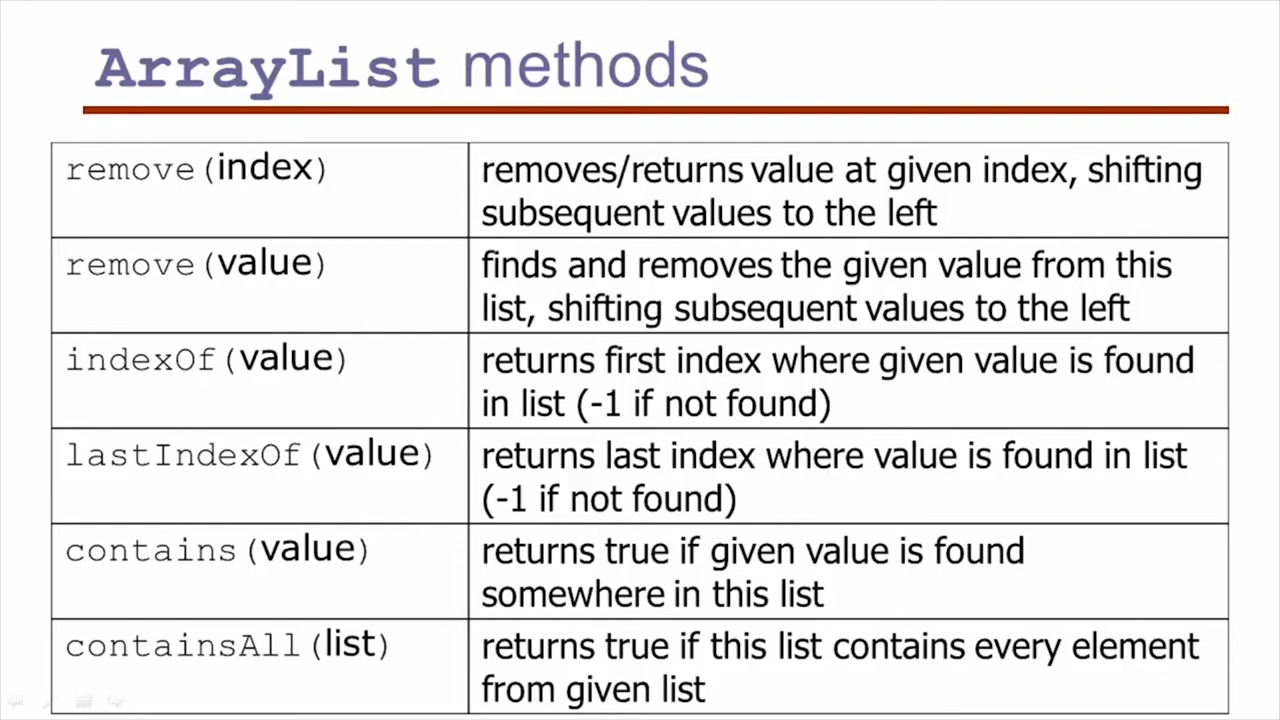 ArrayList methods
remove(index)
removes/returns value at given index, shifting
subsequent values to the left
remove(value)
finds and removes the given value from this
list, shifting subsequent values to the left
indexOf(value)
returns first index where given value is found
in list (-1 if not found)
lastIndexOf(value)
returns last index where value is found in list
(-1 if not found)
contains(value)
returns true if given value is found
somewhere in this list
containsAll(list)
returns true if this list contains every element
from given list